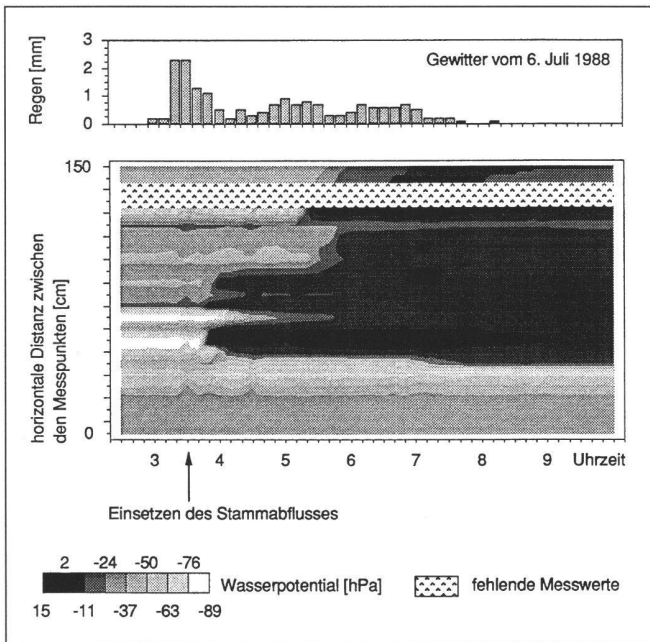 Gewitter vom 6. Juli 1988
Regen [mm]
3
2
1
0
horizontale Distanz zwischen
den Messpunkten [cm]
150
0
3 4 5 6 7 8 9 Uhrzeit
Einsetzen des Stammabflusses
2 -24 -50 -76
15 -11 -37 -63 -89
Wasserpotential [hPa]
fehlende Messwerte